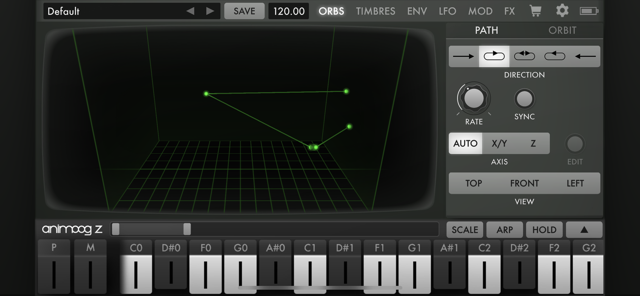 Default SAVE 120.00 ORBS TIMBRES ENV LFO MOD FX
PATH ORBIT
DIRECTION
RATE SYNC
AUTO X/Y Z EDIT
AXIS
TOP FRONT LEFT
VIEW
animoog Z SCALE ARP HOLD
P M C0 D#0 F0 G0 A#0 C1 D#1 F1 G1 A#1 C2 D#2 F2 G2